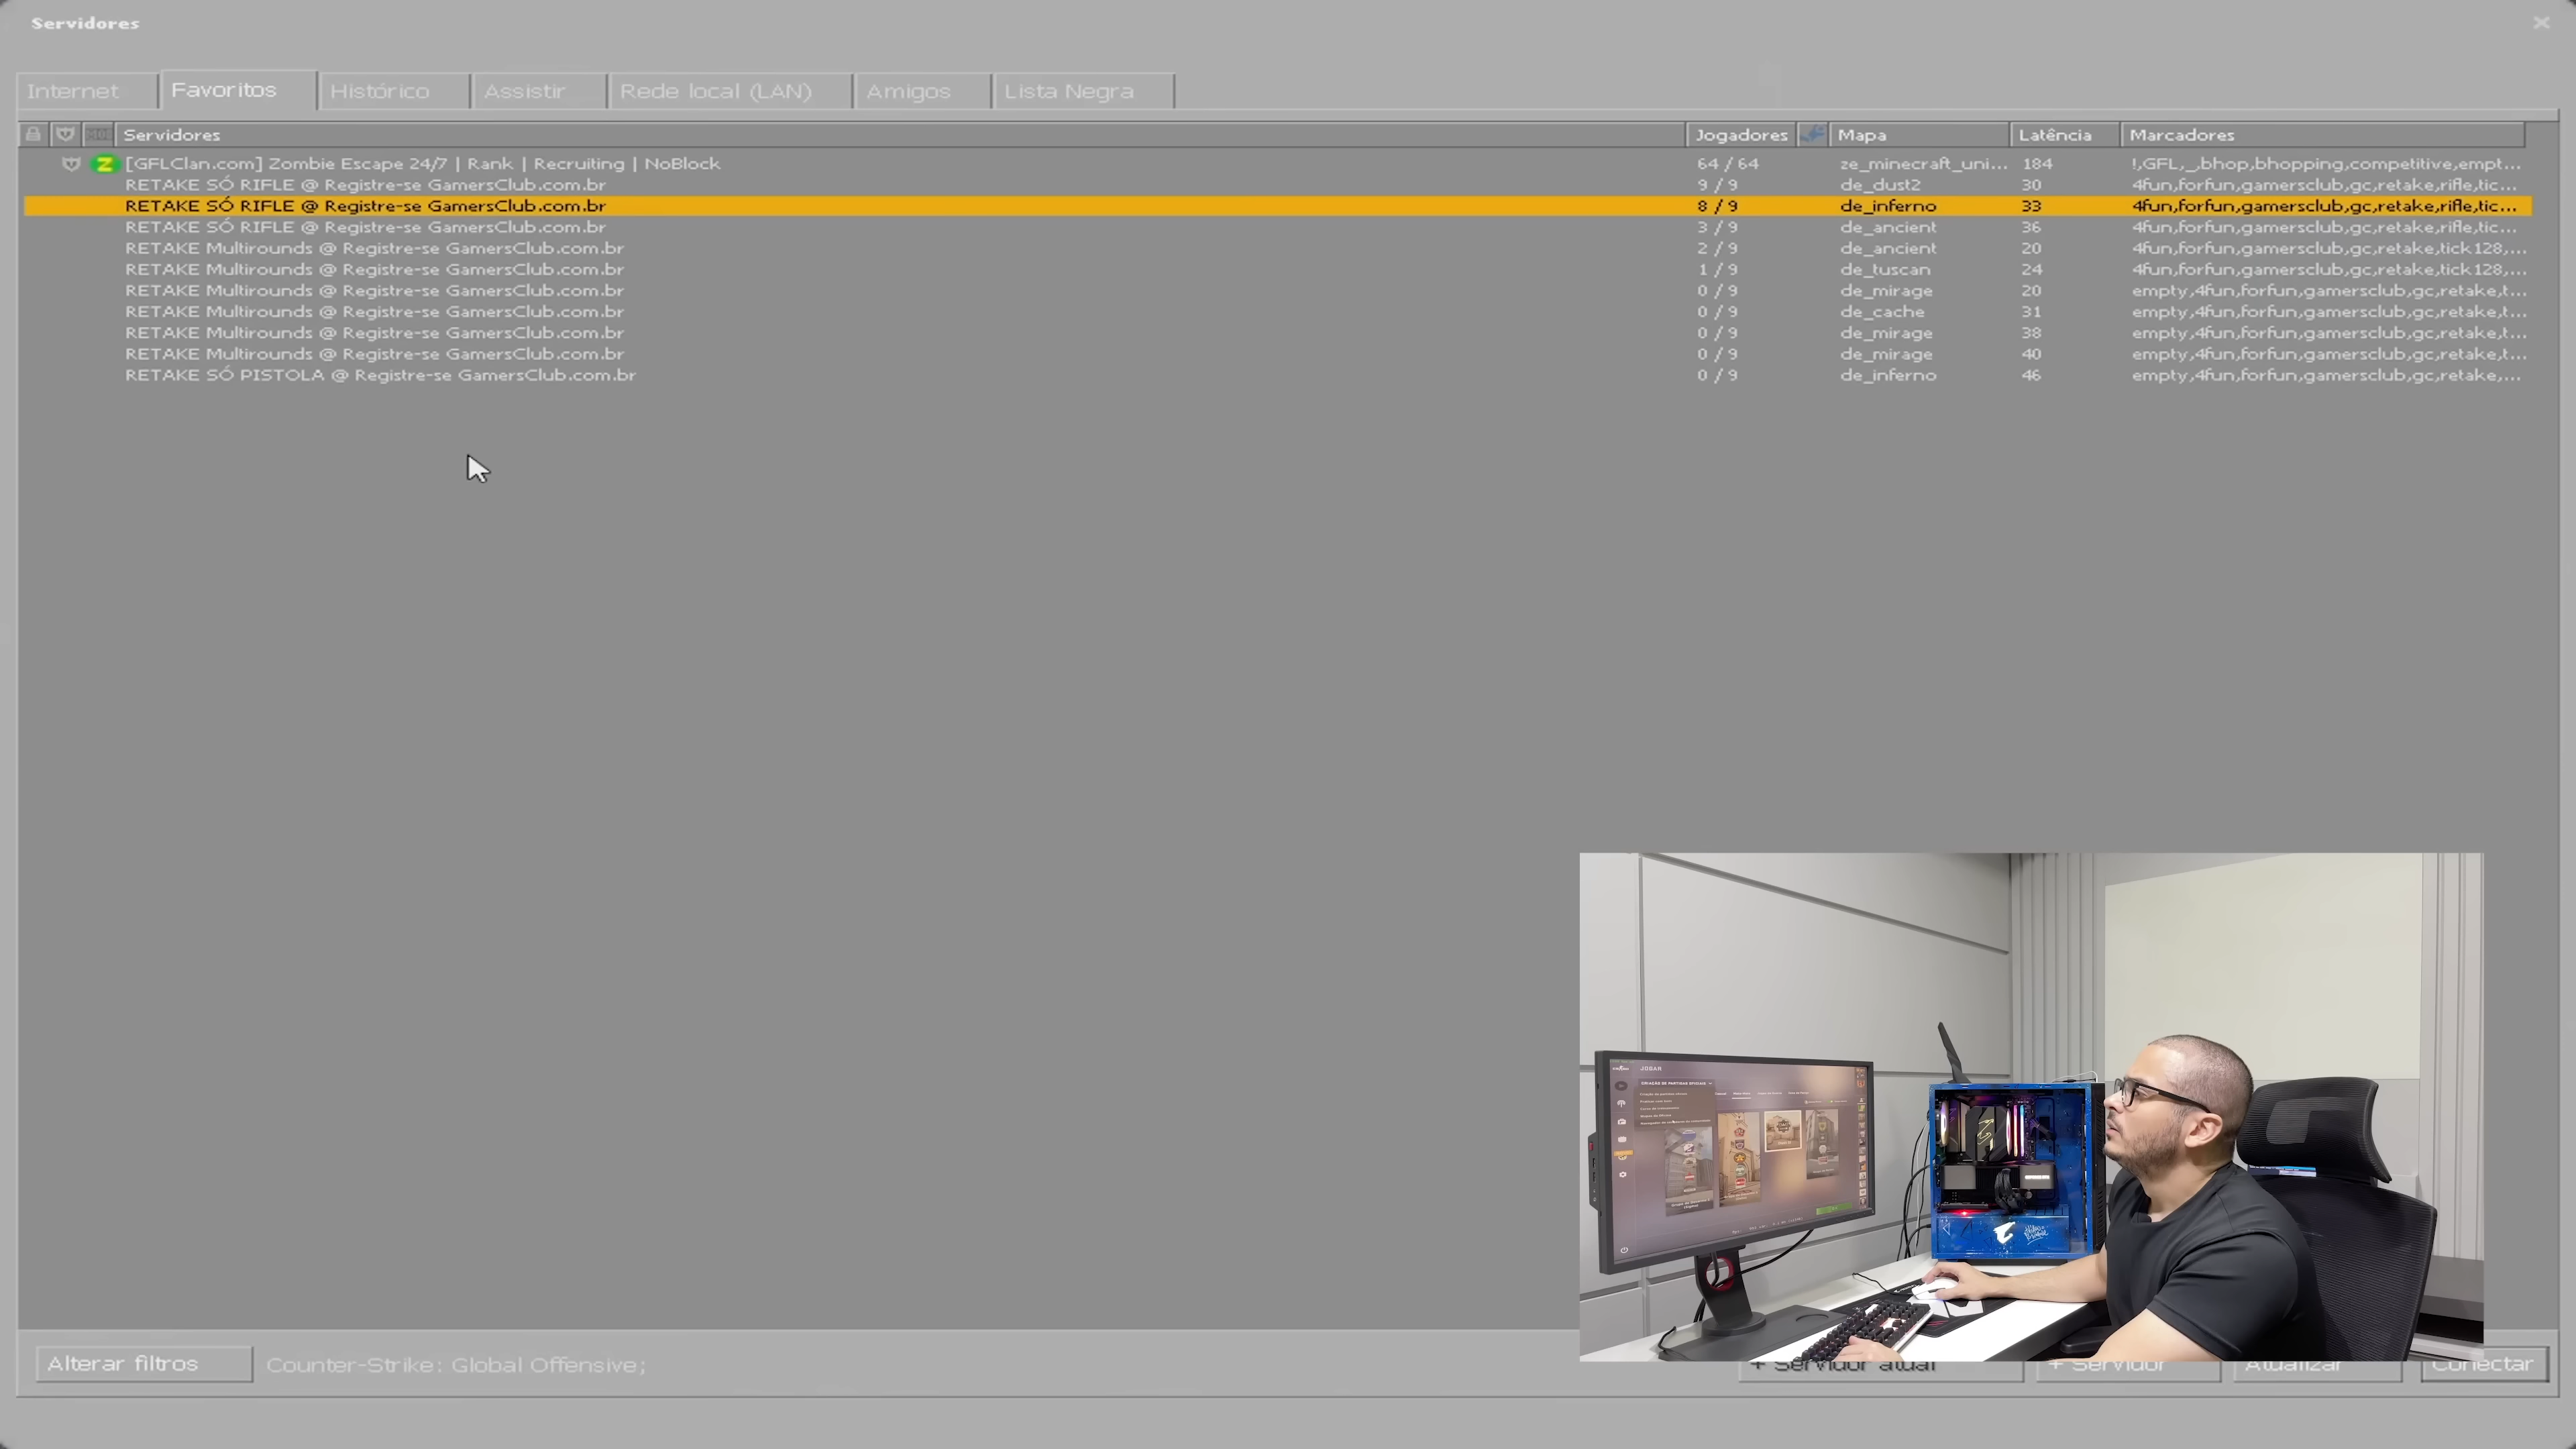 Servidores
Internet
Favoritos
Histórico
Assistir
Rede local (LAN)
Amigos
Lista Negra
Servidores Jogadores Mapa Latência Marcadores
[GFLClan.com] Zombie Escape 24/7 | Rank | Recruiting | NoBlock 64 / 64 ze_minecraft_uni... 184 !,GFL,_,bhop,bhopping,competitive,empt...
RETAKE SÓ RIFLE @ Registre-se GamersClub.com.br 9 / 9 de_dust2 30 4fun,forfun,gamersclub,gc,retake,rifle,tic...
RETAKE SÓ RIFLE @ Registre-se GamersClub.com.br 8 / 9 de_inferno 33 4fun,forfun,gamersclub,gc,retake,rifle,tic...
RETAKE SÓ RIFLE @ Registre-se GamersClub.com.br 3 / 9 de_ancient 36 4fun,forfun,gamersclub,gc,retake,rifle,tic...
RETAKE Multirounds @ Registre-se GamersClub.com.br 2 / 9 de_ancient 20 4fun,forfun,gamersclub,gc,retake,tick128,...
RETAKE Multirounds @ Registre-se GamersClub.com.br 1 / 9 de_tuscan 24 4fun,forfun,gamersclub,gc,retake,tick128,...
RETAKE Multirounds @ Registre-se GamersClub.com.br 0 / 9 de_mirage 20 empty,4fun,forfun,gamersclub,gc,retake,t...
RETAKE Multirounds @ Registre-se GamersClub.com.br 0 / 9 de_cache 31 empty,4fun,forfun,gamersclub,gc,retake,t...
RETAKE Multirounds @ Registre-se GamersClub.com.br 0 / 9 de_mirage 38 empty,4fun,forfun,gamersclub,gc,retake,t...
RETAKE Multirounds @ Registre-se GamersClub.com.br 0 / 9 de_mirage 40 empty,4fun,forfun,gamersclub,gc,retake,t...
RETAKE SÓ PISTOLA @ Registre-se GamersClub.com.br 0 / 9 de_inferno 46 empty,4fun,forfun,gamersclub,gc,retake,...
JOGAR
Alterar filtros
Counter-Strike: Global Offensive;
+ Servidor atual
+ Servidor
Atualizar
Conectar